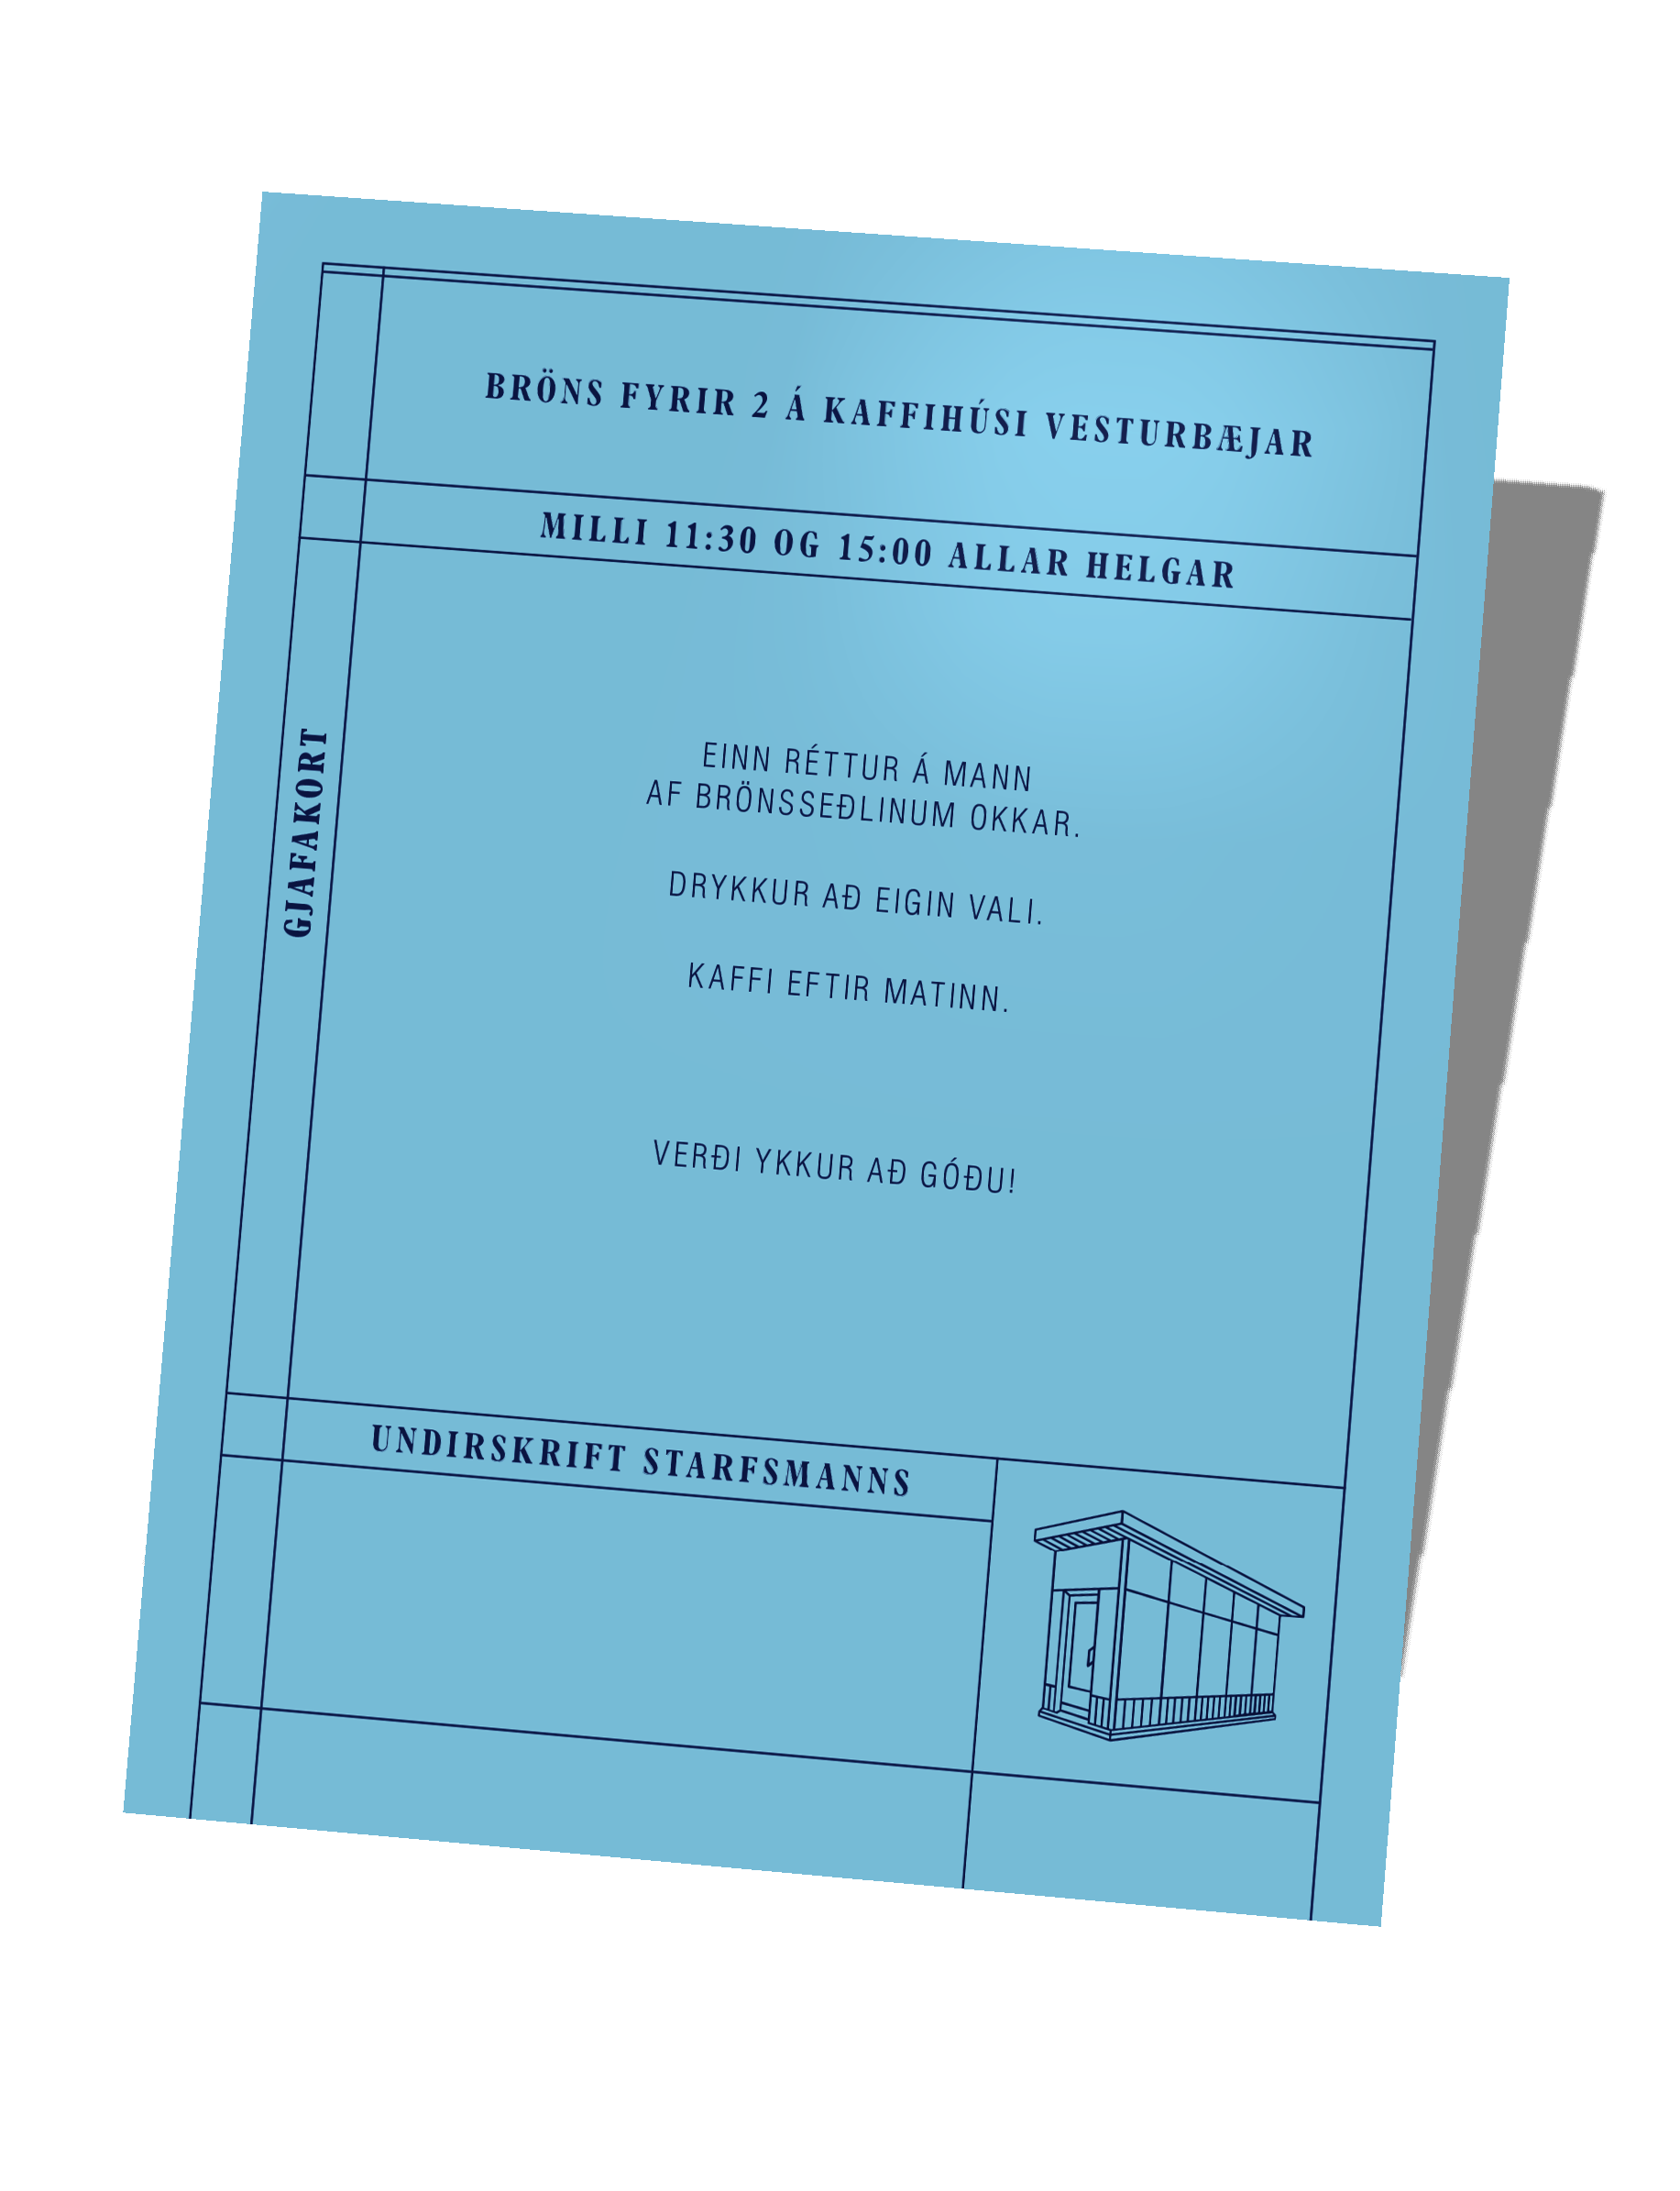 BRÖNS FYRIR 2 Á KAFFIHÚSI VESTURBÆJAR
MILLI 11:30 OG 15:00 ALLAR HELGAR
GJAFAKORT
EINN RÉTTUR Á MANN
AF BRÖNSSEÐLINUM OKKAR.
DRYKKUR AÐ EIGIN VALI.
KAFFI EFTIR MATINN.
VERÐI YKKUR AÐ GÓÐU!
UNDIRSKRIFT STARFSMANNS